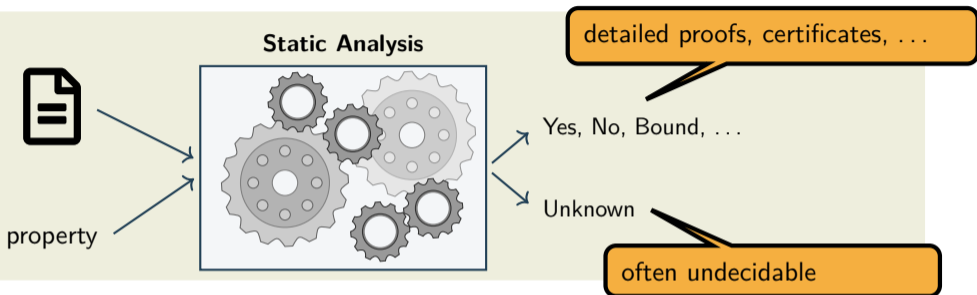 Static Analysis
detailed proofs, certificates, ...
Yes, No, Bound, ...
property
Unknown
often undecidable